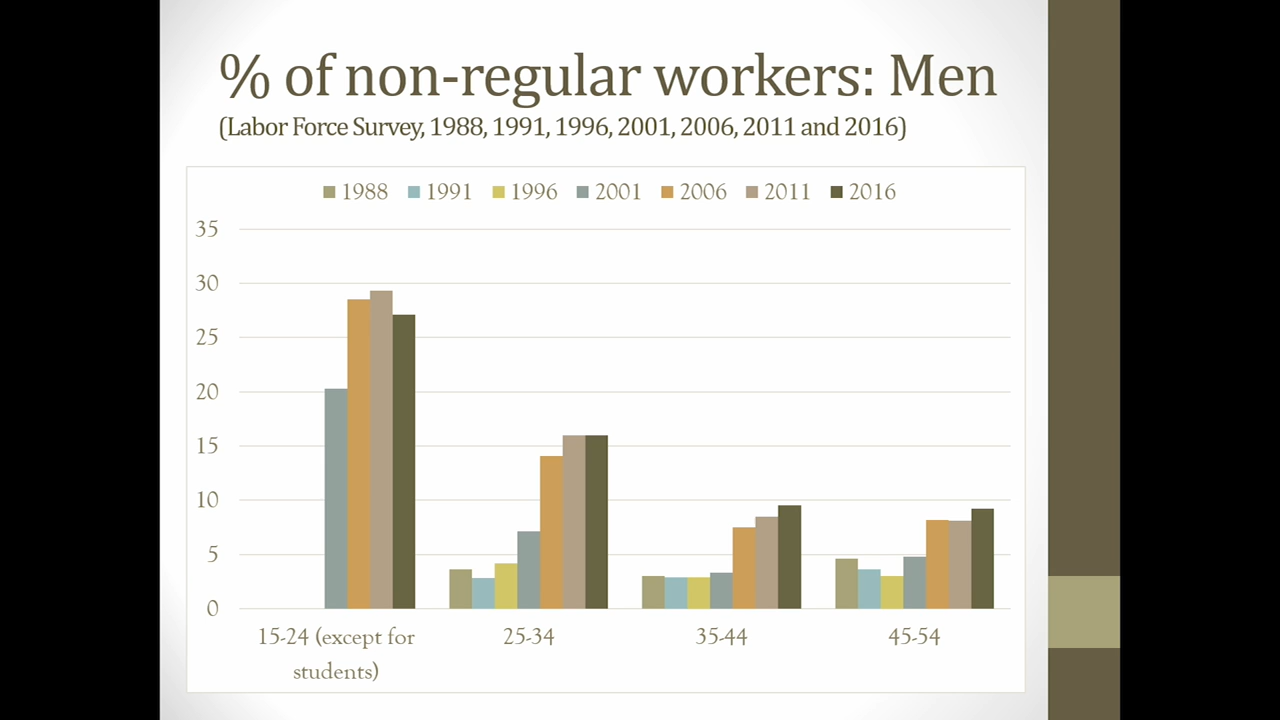 % of non-regular workers: Men
(Labor Force Survey, 1988, 1991, 1996, 2001, 2006, 2011 and 2016)
1988 1991 1996 2001 2006 2011 2016
35
30
25
20
15
10
5
0
15-24 (except for students) 25-34 35-44 45-54